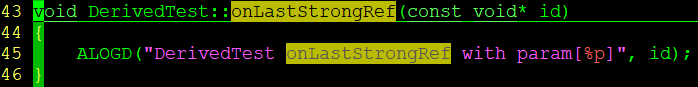 43 void DerivedTest::onLastStrongRef(const void* id)
44 {
45     ALOGD("DerivedTest onLastStrongRef with param[%p]", id);
46 }